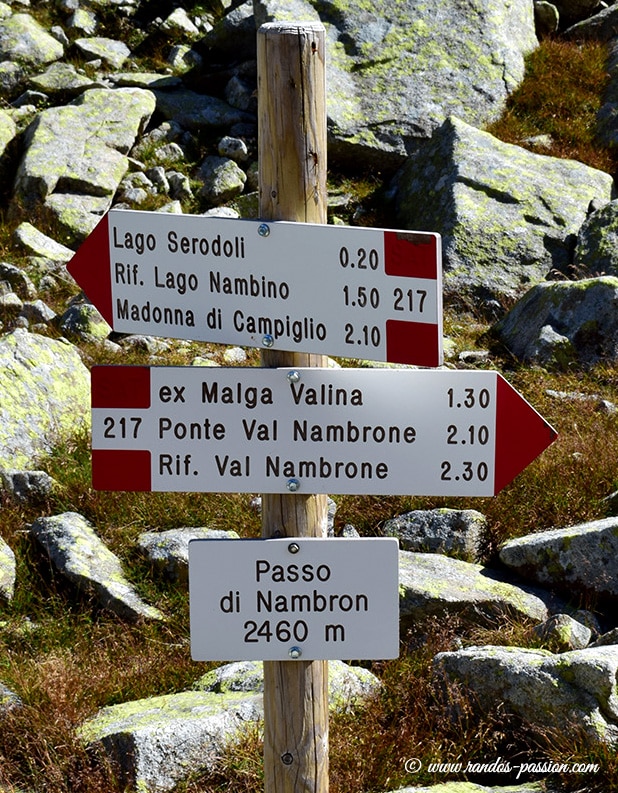 Lago Serodoli 0.20
Rif. Lago Nambino 1.50 217
Madonna di Campiglio 2.10
ex Malga Valina 1.30
217 Ponte Val Nambrone 2.10
Rif. Val Nambrone 2.30
Passo
di Nambron
2460 m
© www.randos-passion.com